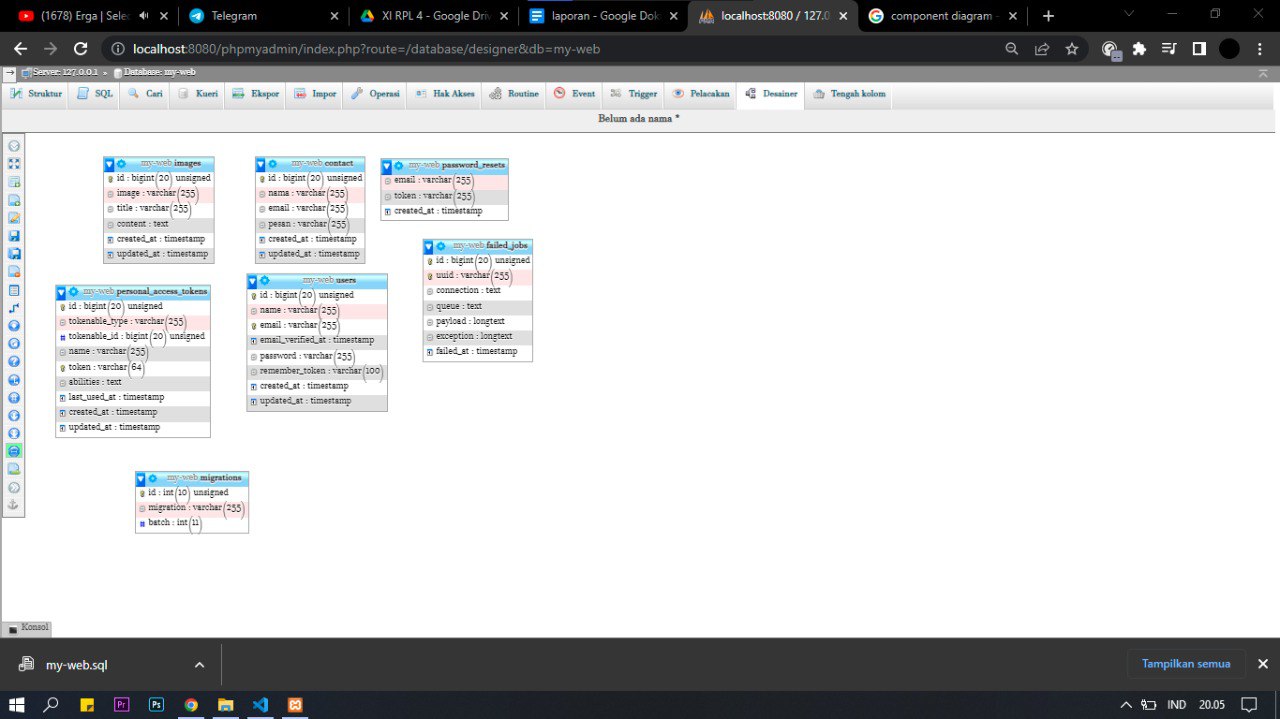 (1678) Erga | Selec
Telegram
XI RPL 4 - Google Driv
laporan - Google Dok
localhost:8080 / 127.0.
component diagram -
localhost:8080/phpmyadmin/index.php?route=/database/designer&db=my-web
Server: 127.0.0.1 » Database: my-web
Struktur SQL Cari Kueri Ekspor Impor Operasi Hak Akses Routine Event Trigger Pelacakan Desainer Tengah kolom
Belum ada nama *
my-web images
id : bigint(20) unsigned
image : varchar(255)
title : varchar(255)
content : text
created_at : timestamp
updated_at : timestamp
my-web contact
id : bigint(20) unsigned
name : varchar(255)
email : varchar(255)
pesan : varchar(255)
created_at : timestamp
updated_at : timestamp
my-web password_resets
email : varchar(255)
token : varchar(255)
created_at : timestamp
my-web failed_jobs
id : bigint(20) unsigned
uuid : varchar(255)
connection : text
queue : text
payload : longtext
exception : longtext
failed_at : timestamp
my-web personal_access_tokens
id : bigint(20) unsigned
tokenable_type : varchar(255)
tokenable_id : bigint(20) unsigned
name : varchar(255)
token : varchar(64)
abilities : text
last_used_at : timestamp
created_at : timestamp
updated_at : timestamp
my-web users
id : bigint(20) unsigned
name : varchar(255)
email : varchar(255)
email_verified_at : timestamp
password : varchar(255)
remember_token : varchar(100)
created_at : timestamp
updated_at : timestamp
my-web migrations
id : int(10) unsigned
migration : varchar(255)
batch : int(11)
Konsol
my-web.sql
Tampilkan semua
Pr Ps
IND 20.05